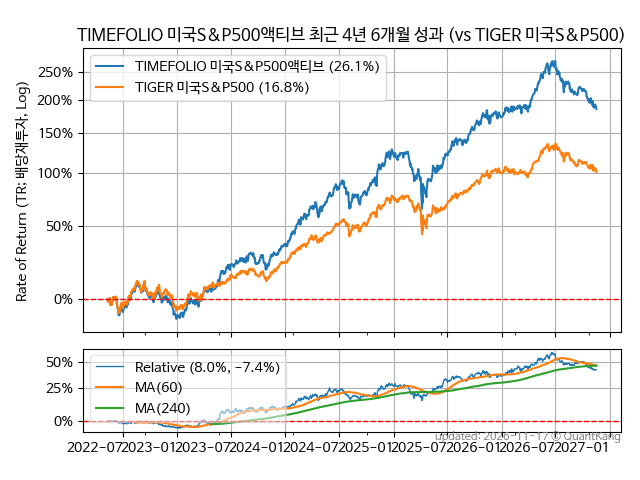 TIMEFOLIO 미국S&P500액티브 최근 4년 6개월 성과 (vs TIGER 미국S&P500)
Rate of Return (TR: 배당재투자, Log)
250%
200%
150%
100%
50%
0%
TIMEFOLIO 미국S&P500액티브 (26.1%)
TIGER 미국S&P500 (16.8%)
50%
25%
0%
Relative (8.0%, -7.4%)
MA(60)
MA(240)
2022-07 2023-01 2023-07 2024-01 2024-07 2025-01 2025-07 2026-01 2026-07 2027-01
updated: 2026-11-17 © QuantKang